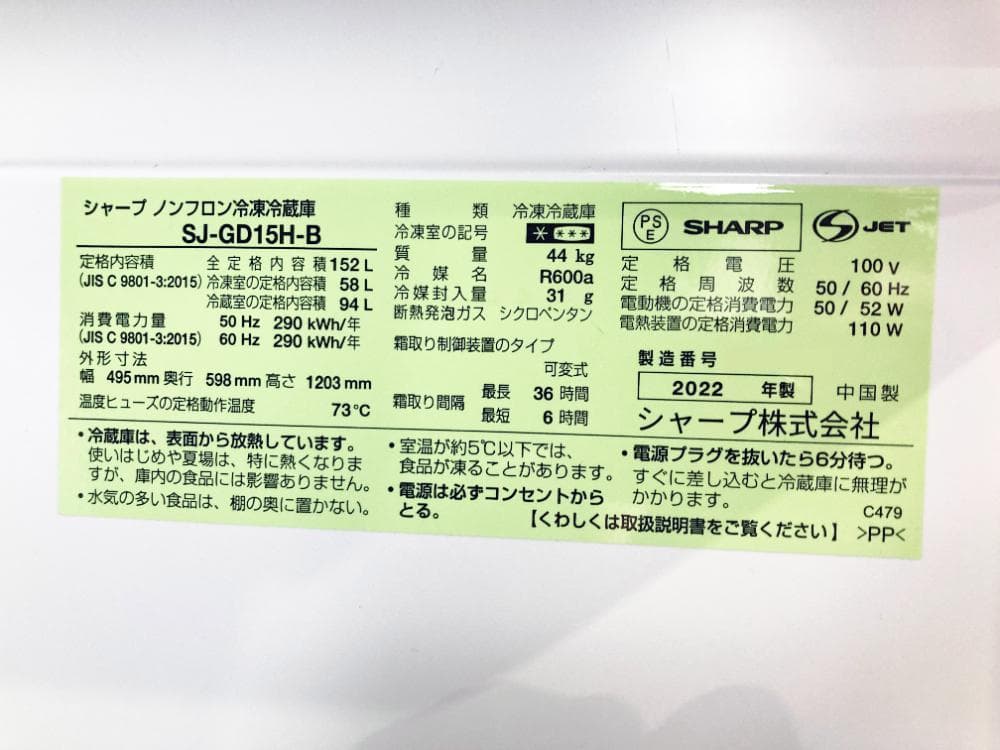 シャープ ノンフロン冷凍冷蔵庫
SJ-GD15H-B
定格内容積 全定格内容積 152 L
(JIS C 9801-3:2015) 冷凍室の定格内容積 58 L
冷蔵室の定格内容積 94 L
消費電力量 50 Hz 290 kWh/年
(JIS C 9801-3:2015) 60 Hz 290 kWh/年
外形寸法
幅 495 mm 奥行 598 mm 高さ 1203 mm
温度ヒューズの定格動作温度 73℃
種類 冷凍冷蔵庫
冷凍室の記号 * ***
質量 44 kg
冷媒名 R600a
冷媒封入量 31 g
断熱発泡ガス シクロペンタン
霜取り制御装置のタイプ
可変式
霜取り間隔 最長 36 時間
最短 6 時間
PS
E
SHARP
S JET
定格電圧 100 V
定格周波数 50 / 60 Hz
電動機の定格消費電力 50 / 52 W
電熱装置の定格消費電力 110 W
製造番号
2022 年製 中国製
シャープ株式会社
・冷蔵庫は、表面から放熱しています。
使いはじめや夏場は、特に熱くなりま
すが、庫内の食品には影響ありません。
・水気の多い食品は、棚の奥に置かない。
・室温が約5℃以下では、
食品が凍ることがあります。
・電源は必ずコンセントから
とる。
・電源プラグを抜いたら6分待つ。
すぐに差し込むと冷蔵庫に無理が
かかります。
C479
【くわしくは取扱説明書をご覧ください】 >PP<